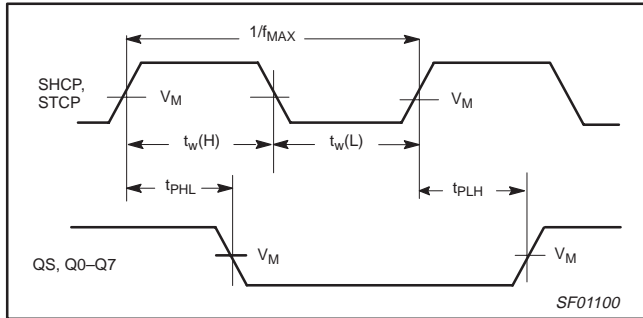 1/fMAX
SHCP,
STCP
VM
VM
tw(H)
tw(L)
tPHL
tPLH
QS, Q0–Q7
VM
VM
SF01100